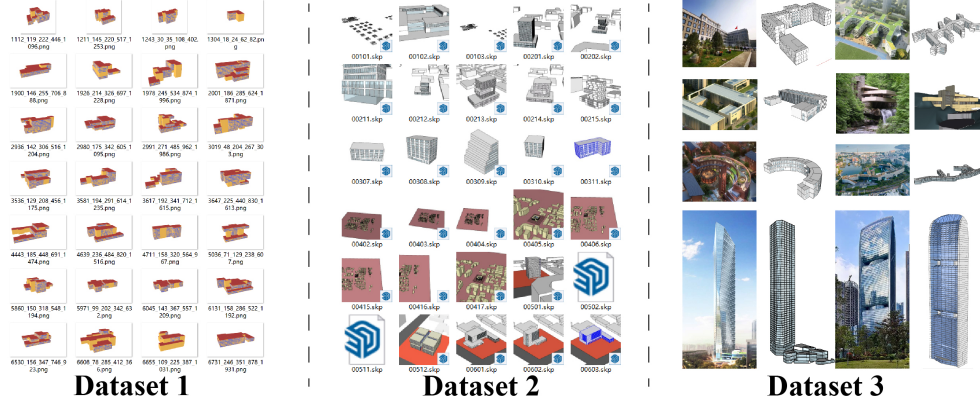 1112_119_222_446_1 1211_145_220_517_1 1243_30_35_108_402. 1304_18_24_62_82.pn
096.png 253.png png g
1900_146_255_706_8 1928_214_326_697_1 1978_245_534_874_ 2001_186_285_624_1
88.png 228.png 1996.png 871.png
2936_142_306_516_1 2980_175_342_605_1 2991_271_485_962_1 3019_48_204_267_30
204.png 095.png 986.png 3.png
3536_129_208_456_1 3581_194_291_614_1 3617_192_341_712_1 3647_225_440_830_1
175.png 235.png 615.png 613.png
4443_185_448_691_1 4639_236_484_820_1 4711_158_320_564_9 5036_71_129_238_60
474.png 516.png 67.png 7.png
5860_150_318_548_1 5971_99_202_342_63 6045_143_367_557_1 6131_158_286_522_1
194.png 2.png 209.png 192.png
6530_156_347_746_9 6608_78_285_412_36 6655_109_225_387_1 6731_246_351_878_1
23.png 6.png 031.png 931.png
Dataset 1
00101.skp 00102.skp 00103.skp 00201.skp 00202.skp
00211.skp 00212.skp 00213.skp 00214.skp 00215.skp
00307.skp 00308.skp 00309.skp 00310.skp 00311.skp
00402.skp 00403.skp 00404.skp 00405.skp 00406.skp
00415.skp 00416.skp 00417.skp 00501.skp 00502.skp
00511.skp 00512.skp 00601.skp 00602.skp 00603.skp
Dataset 2
Dataset 3